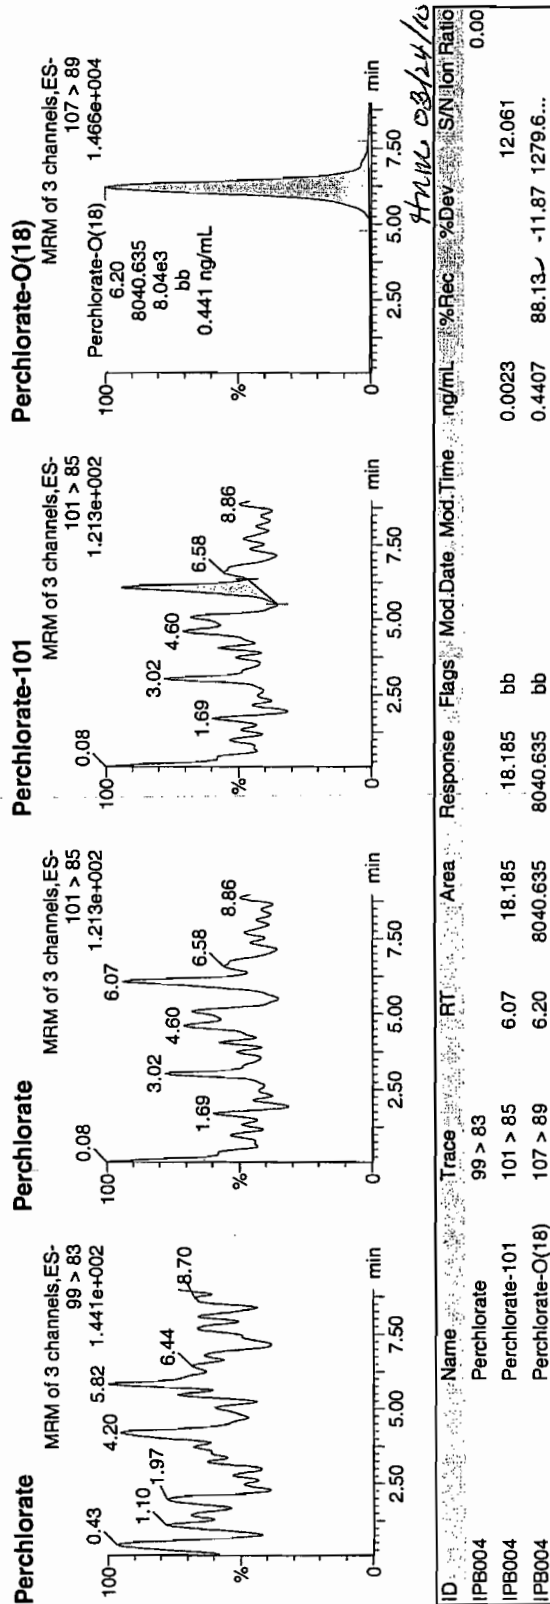 Perchlorate
MRM of 3 channels,ES-
99 > 83
1.441e+002
100
%
0
0.43
1.10
1.97
4.20
5.82
6.44
8.70
2.50
5.00
7.50
min
Perchlorate
MRM of 3 channels,ES-
101 > 85
1.213e+002
100
%
0
0.08
1.69
3.02
4.60
6.07
6.58
8.86
2.50
5.00
7.50
min
Perchlorate-101
MRM of 3 channels,ES-
101 > 85
1.213e+002
100
%
0
0.08
1.69
3.02
4.60
6.58
8.86
2.50
5.00
7.50
min
Perchlorate-O(18)
MRM of 3 channels,ES-
107 > 89
1.466e+004
100
%
0
Perchlorate-O(18)
6.20
8040.635
8.04e3
bb
0.441 ng/mL
2.50
5.00
7.50
min
03/24/10
ID Name Trace RT Area Response Flags Mod.Date Mod.Time ng/mL %Rec %Dev S/N Ion Ratio
IPB004 Perchlorate 99 > 83 0.00
IPB004 Perchlorate-101 101 > 85 6.07 18.185 18.185 bb 0.0023 12.061
IPB004 Perchlorate-O(18) 107 > 89 6.20 8040.635 8040.635 bb 0.4407 88.13 -11.87 1279.6...